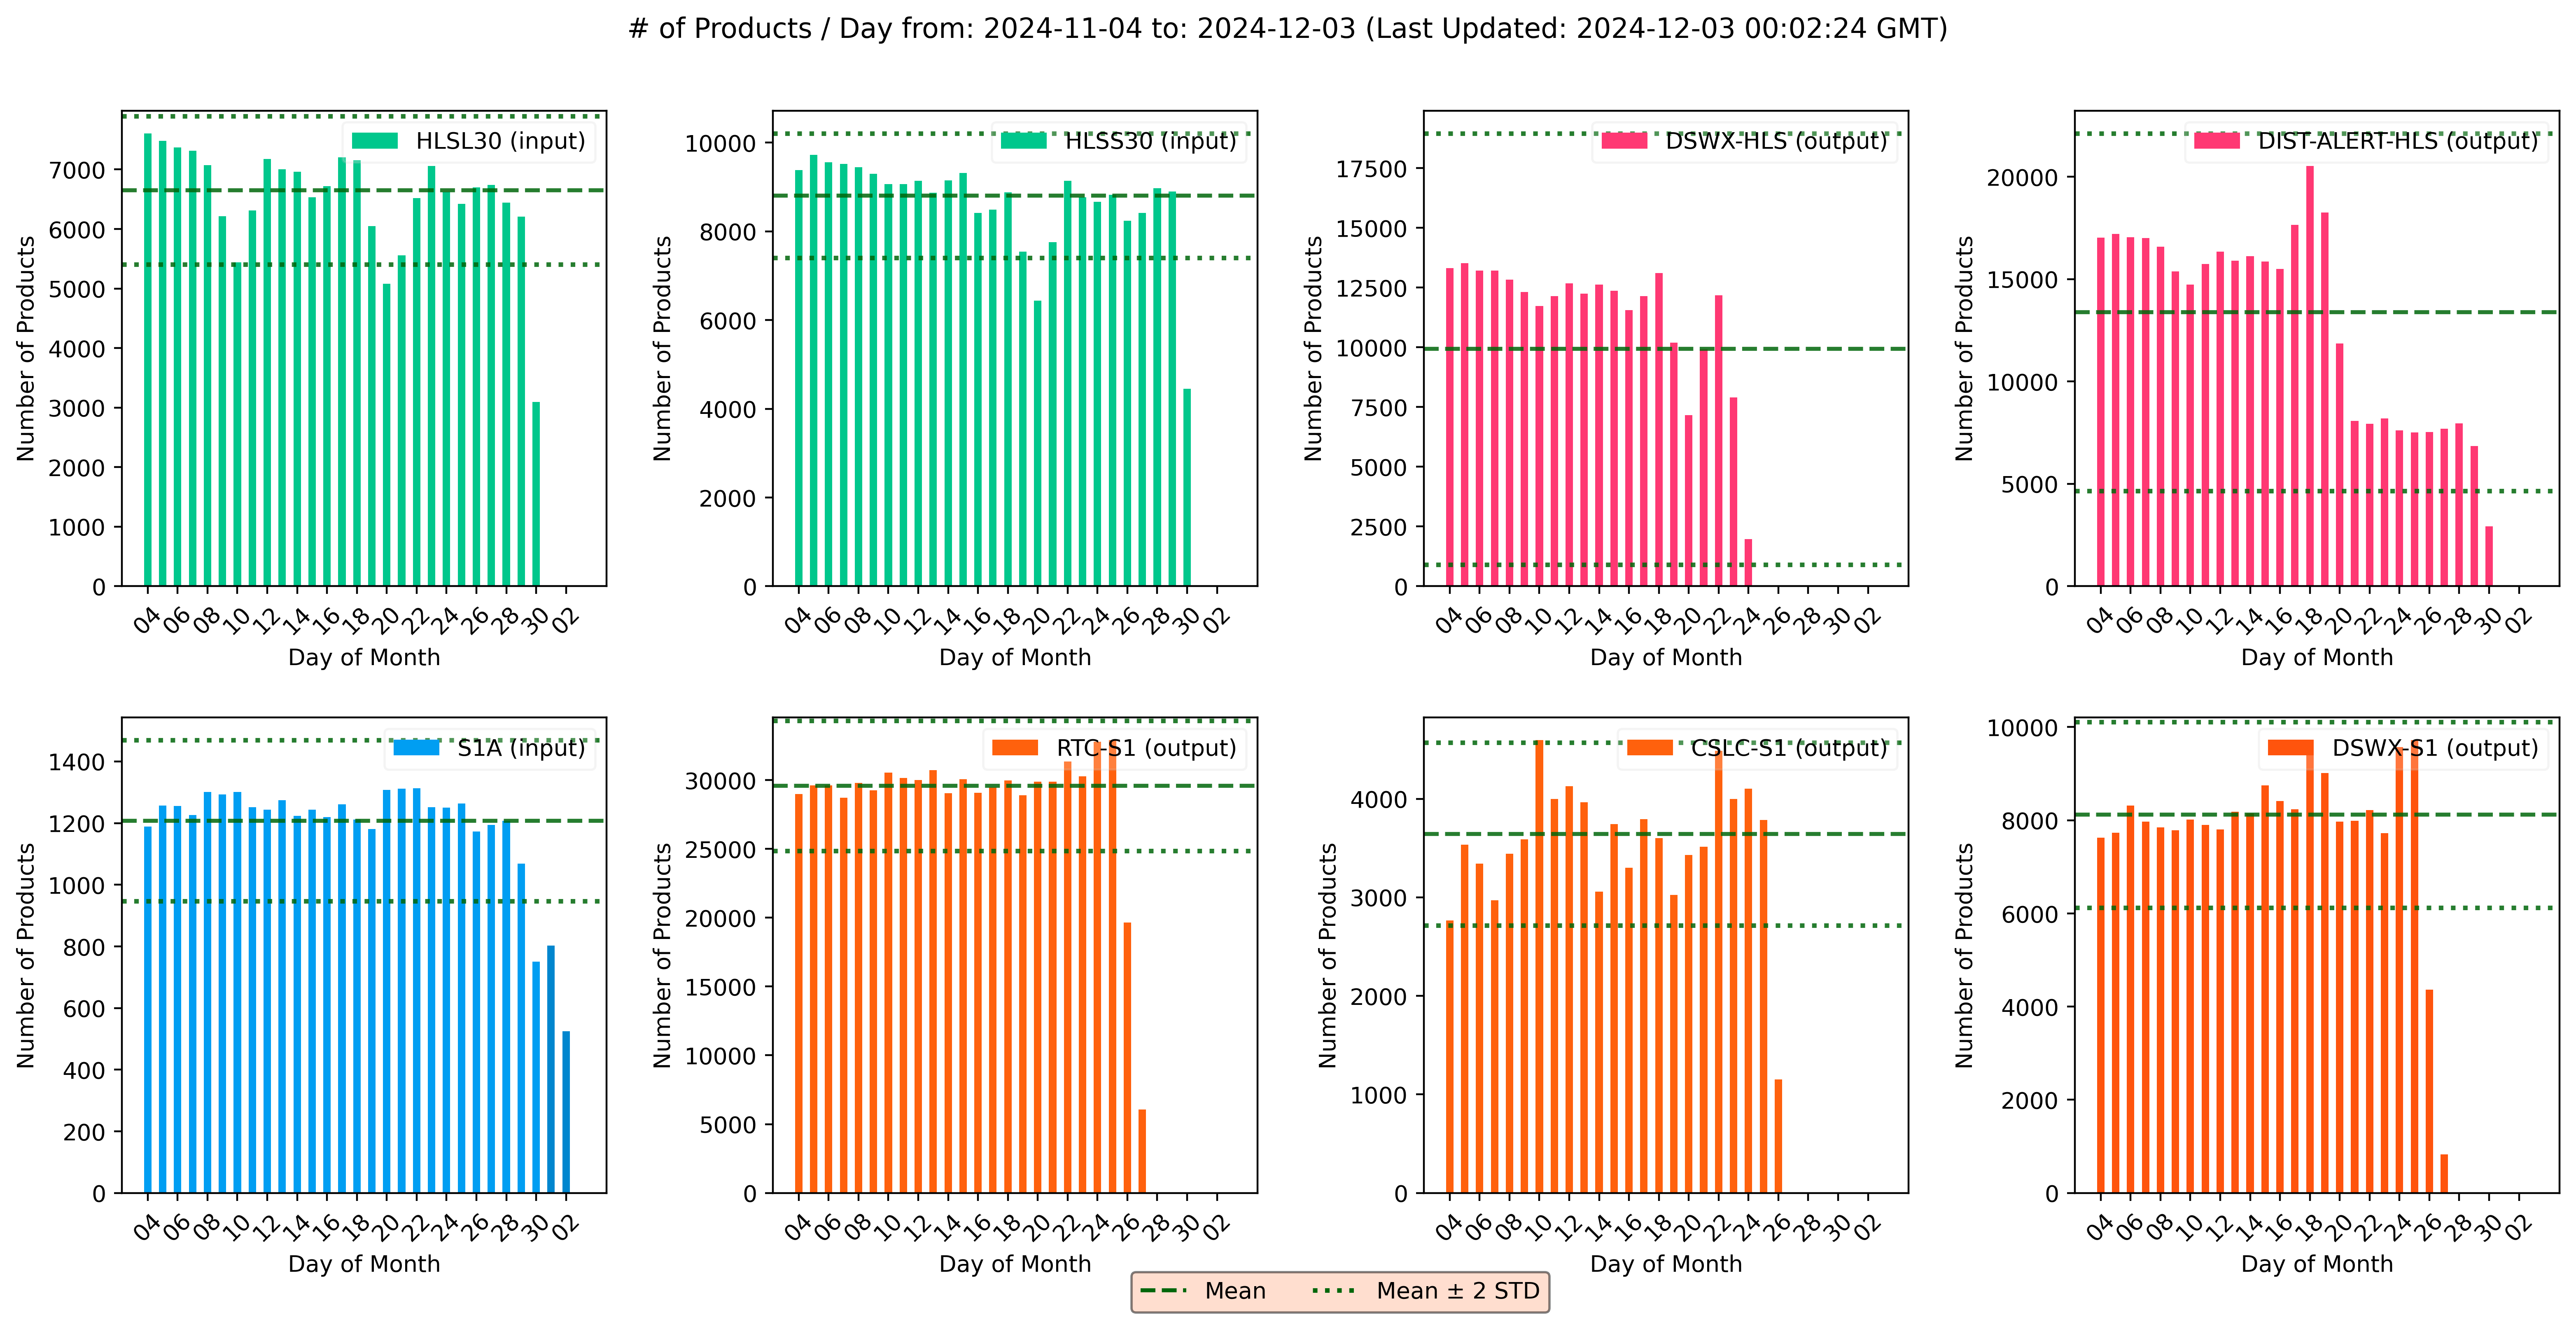 # of Products / Day from: 2024-11-04 to: 2024-12-03 (Last Updated: 2024-12-03 00:02:24 GMT)
HLSL30 (input)
Number of Products
7000
6000
5000
4000
3000
2000
1000
0
04 06 08 10 12 14 16 18 20 22 24 26 28 30 02
Day of Month
HLSS30 (input)
Number of Products
10000
8000
6000
4000
2000
0
04 06 08 10 12 14 16 18 20 22 24 26 28 30 02
Day of Month
DSWX-HLS (output)
Number of Products
17500
15000
12500
10000
7500
5000
2500
0
04 06 08 10 12 14 16 18 20 22 24 26 28 30 02
Day of Month
DIST-ALERT-HLS (output)
Number of Products
20000
15000
10000
5000
0
04 06 08 10 12 14 16 18 20 22 24 26 28 30 02
Day of Month
S1A (input)
Number of Products
1400
1200
1000
800
600
400
200
0
04 06 08 10 12 14 16 18 20 22 24 26 28 30 02
Day of Month
RTC-S1 (output)
Number of Products
30000
25000
20000
15000
10000
5000
0
04 06 08 10 12 14 16 18 20 22 24 26 28 30 02
Day of Month
CSLC-S1 (output)
Number of Products
4000
3000
2000
1000
0
04 06 08 10 12 14 16 18 20 22 24 26 28 30 02
Day of Month
DSWX-S1 (output)
Number of Products
10000
8000
6000
4000
2000
0
04 06 08 10 12 14 16 18 20 22 24 26 28 30 02
Day of Month
Mean
Mean ± 2 STD